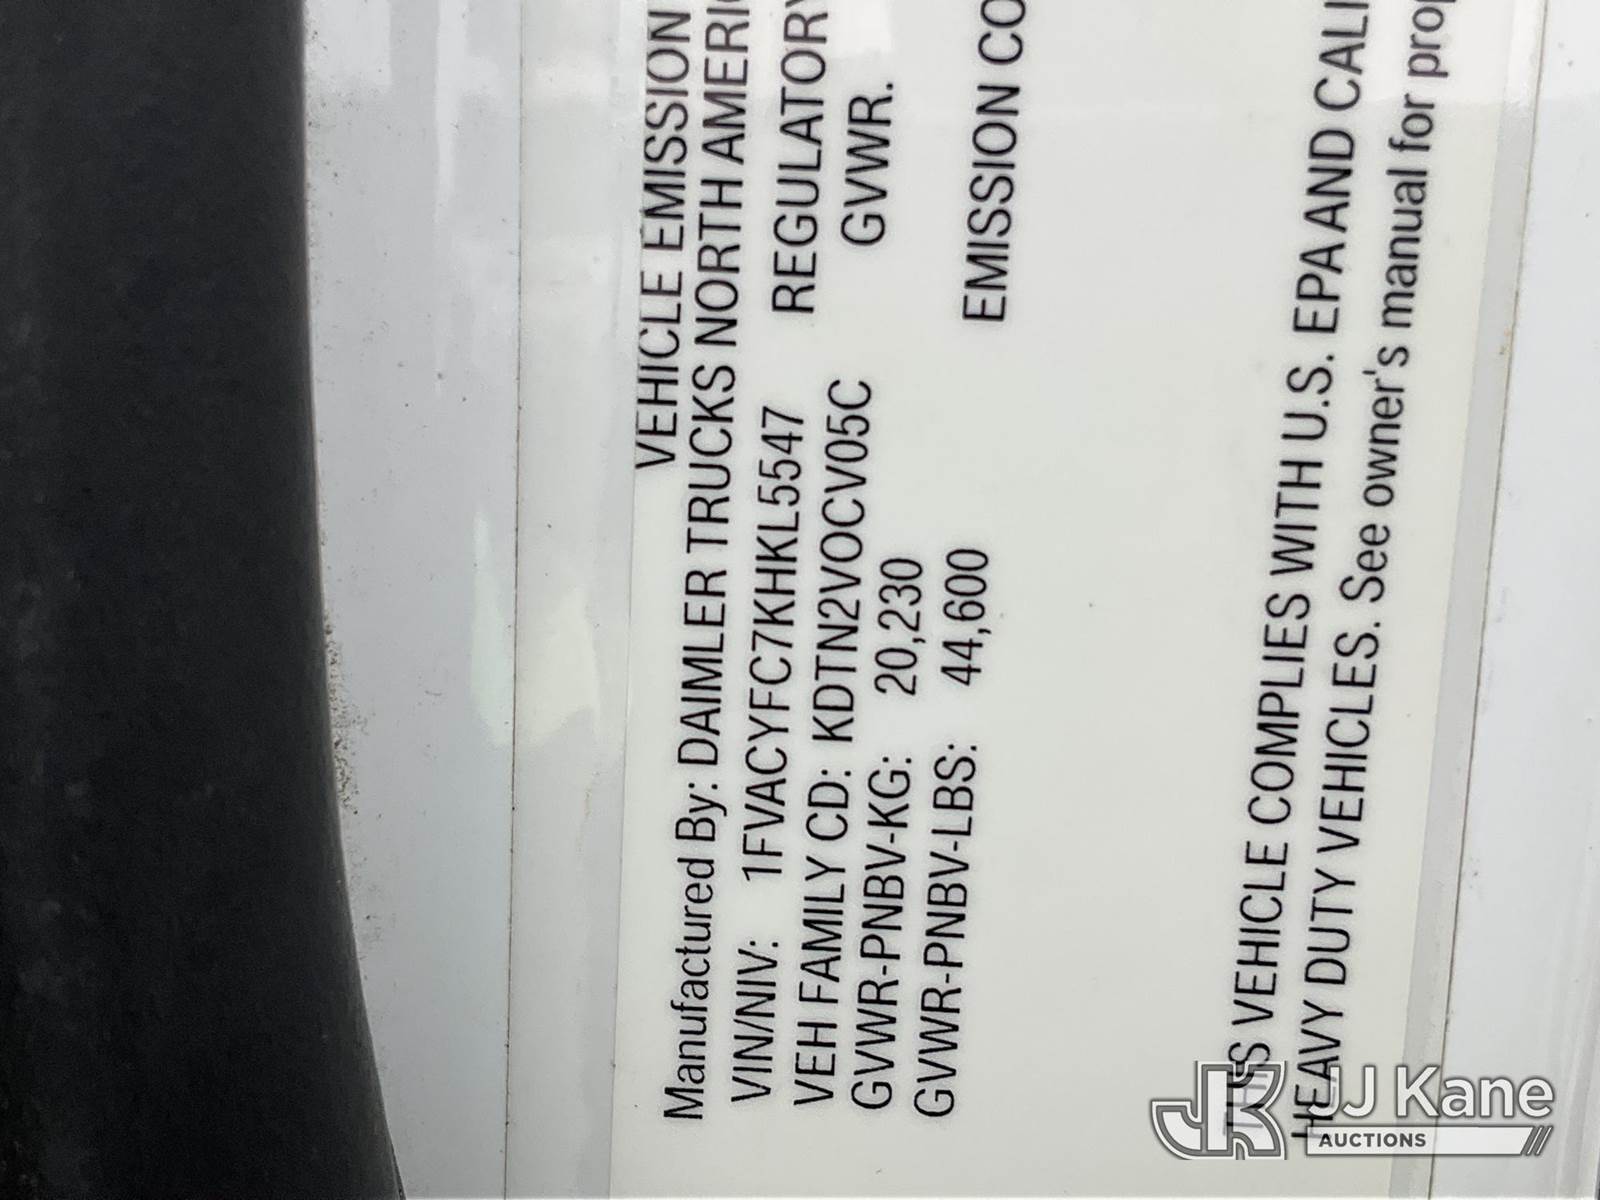 VEHICLE EMISSION
Manufactured By: DAIMLER TRUCKS NORTH AMERI
VIN/NIV: 1FVACYFC7KHKL5547 REGULATORY
VEH FAMILY CD: KDTN2VOCV05C GVWR.
GVWR-PNBV-KG: 20,230
GVWR-PNBV-LBS: 44,600 EMISSION CO
THIS VEHICLE COMPLIES WITH U.S. EPA AND CALI
HEAVY DUTY VEHICLES. See owner's manual for prop
JJ Kane
AUCTIONS